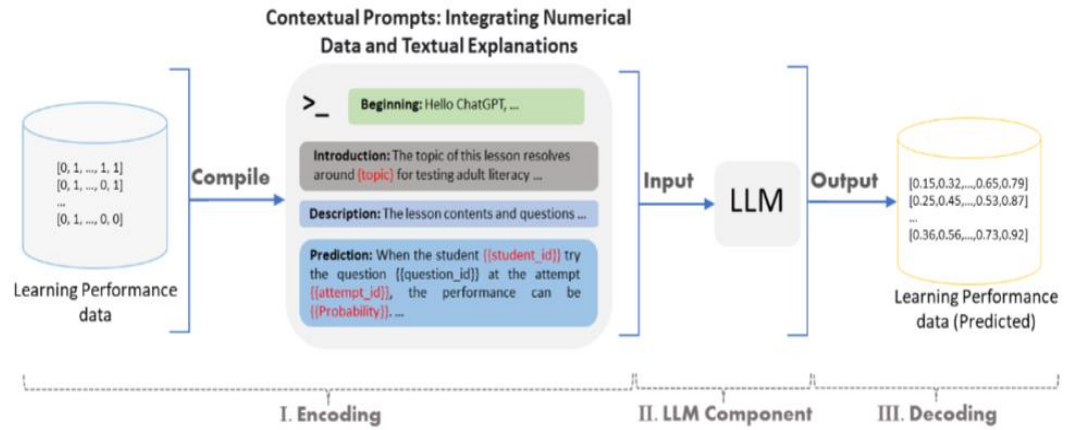 Contextual Prompts: Integrating Numerical
Data and Textual Explanations
[0, 1, ..., 1, 1]
[0, 1, ..., 0, 1]
...
[0, 1, ..., 0, 0]
Learning Performance
data
Compile
>_
Beginning: Hello ChatGPT, ...
Introduction: The topic of this lesson resolves
around {topic} for testing adult literacy ...
Description: The lesson contents and questions ...
Prediction: When the student {{student_id}} try
the question {{question_id}} at the attempt
{{attempt_id}}, the performance can be
{{Probability}}. ...
Input
LLM
Output
[0.15,0.32,...,0.65,0.79]
[0.25,0.45,...,0.53,0.87]
...
[0.36,0.56,...,0.73,0.92]
Learning Performance
data (Predicted)
I. Encoding
II. LLM Component
III. Decoding